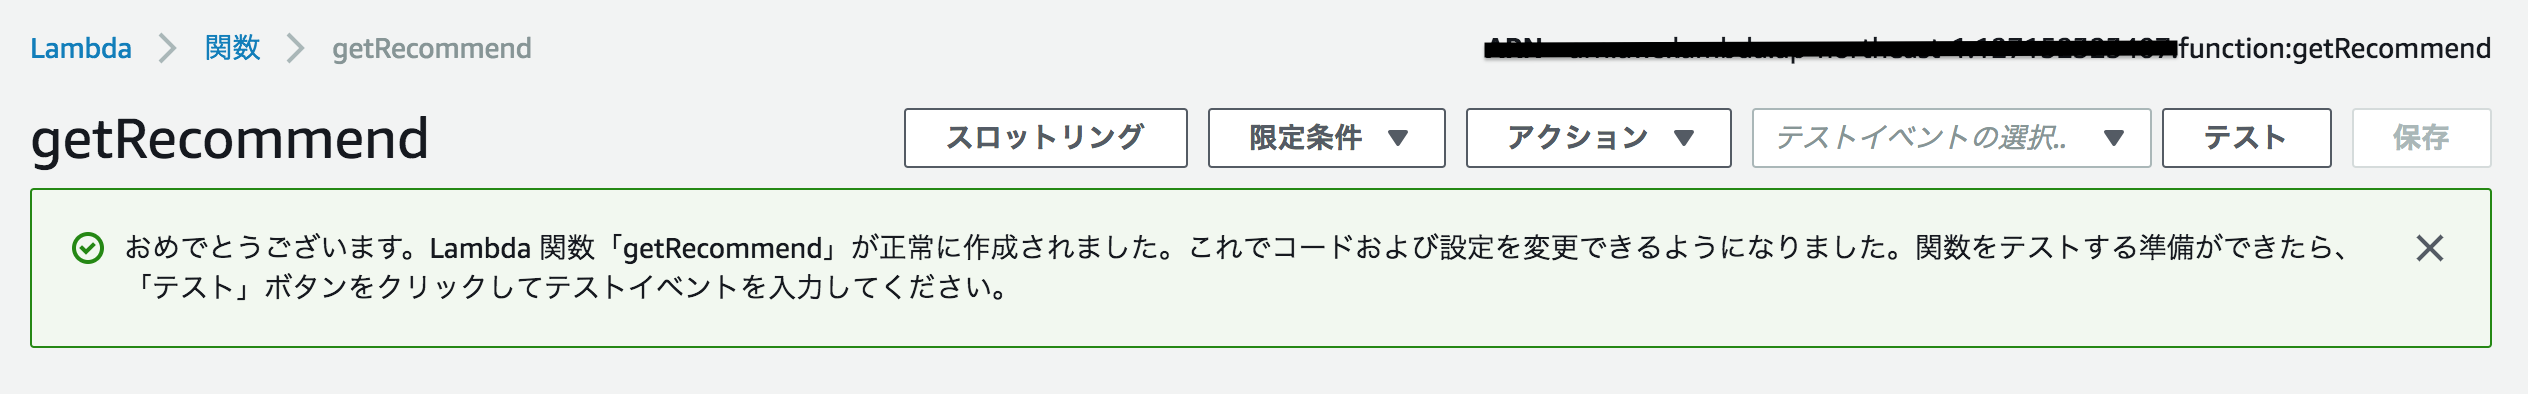 Lambda > 関数 > getRecommend
function:getRecommend
getRecommend
スロットリング
限定条件
アクション
テストイベントの選択..
テスト
保存
おめでとうございます。Lambda 関数「getRecommend」が正常に作成されました。これでコードおよび設定を変更できるようになりました。関数をテストする準備ができたら、
「テスト」ボタンをクリックしてテストイベントを入力してください。